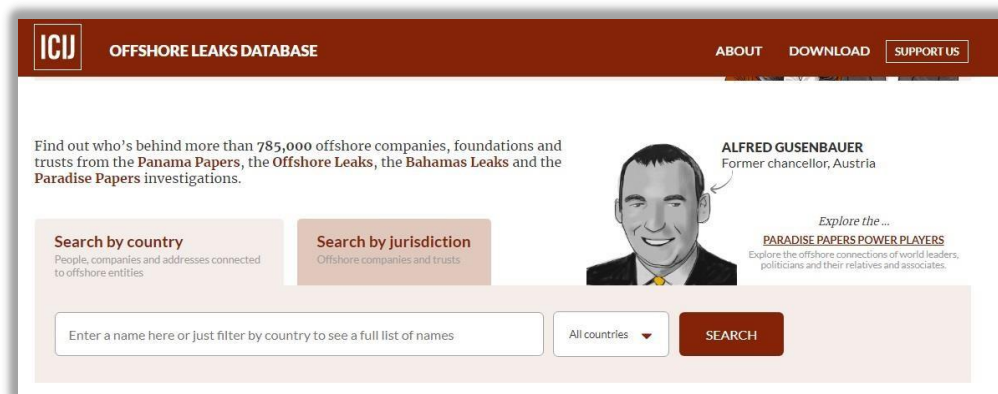 ICIJ
OFFSHORE LEAKS DATABASE
ABOUT
DOWNLOAD
SUPPORT US
Find out who's behind more than 785,000 offshore companies, foundations and
trusts from the Panama Papers, the Offshore Leaks, the Bahamas Leaks and the
Paradise Papers investigations.
ALFRED GUSENBAUER
Former chancellor, Austria
Explore the ...
PARADISE PAPERS POWER PLAYERS
Explore the offshore connections of world leaders,
politicians and their relatives and associates.
Search by country
People, companies and addresses connected
to offshore entities
Search by jurisdiction
Offshore companies and trusts
Enter a name here or just filter by country to see a full list of names
All countries
SEARCH